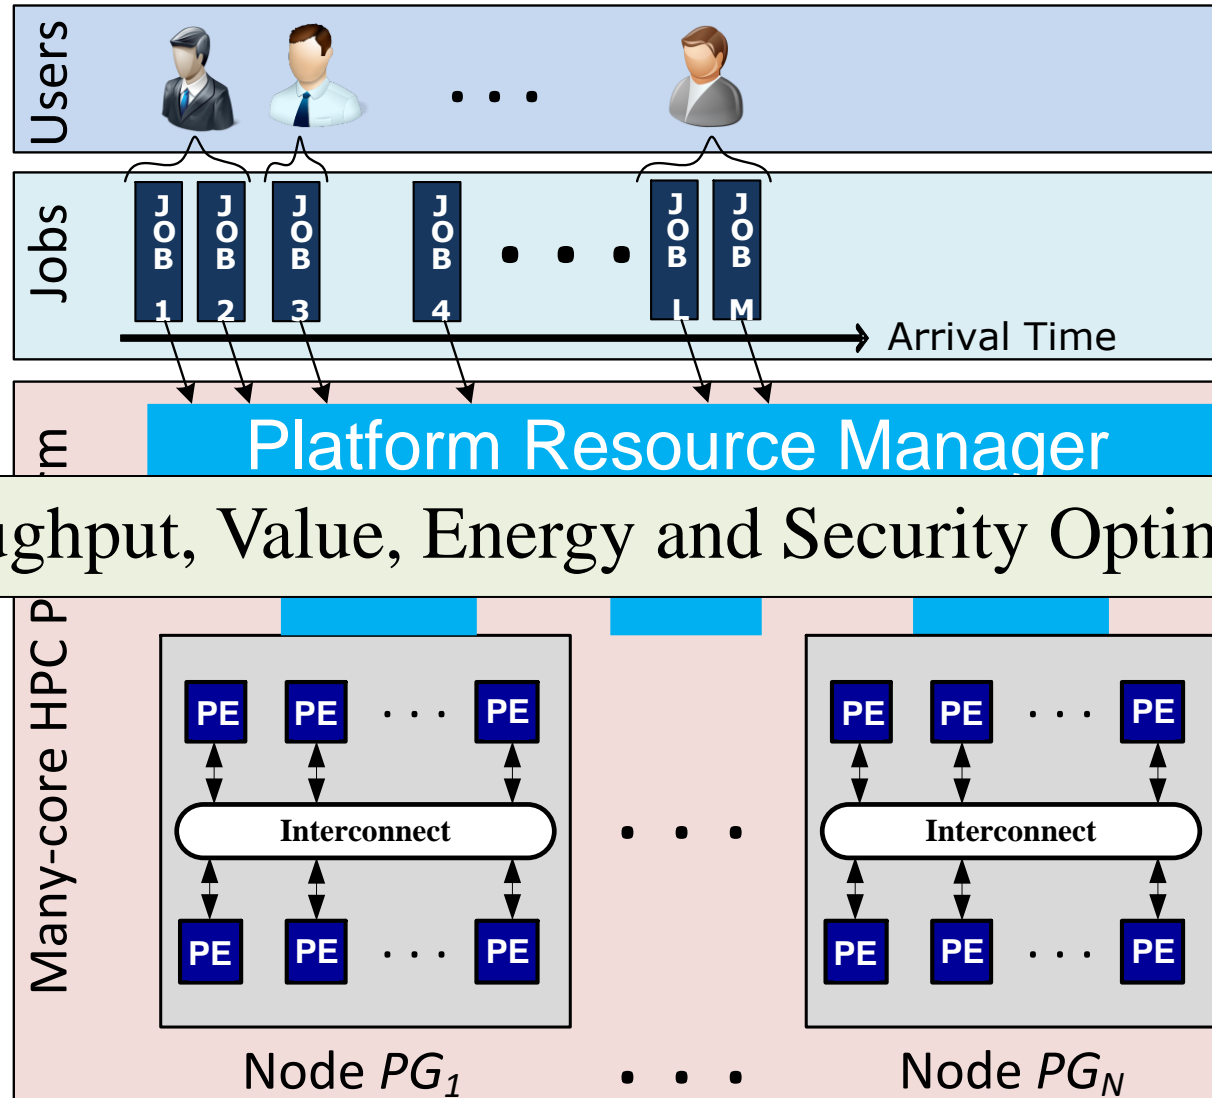 Users
. . .
Jobs
JOB 1
JOB 2
JOB 3
JOB 4
. . .
JOB L
JOB M
Arrival Time
Many-core HPC P
rm
Platform Resource Manager
ughput, Value, Energy and Security Optim
PE PE . . . PE
Interconnect
PE PE . . . PE
Node PG1
. . .
. . .
PE PE . . . PE
Interconnect
PE PE . . . PE
Node PGN